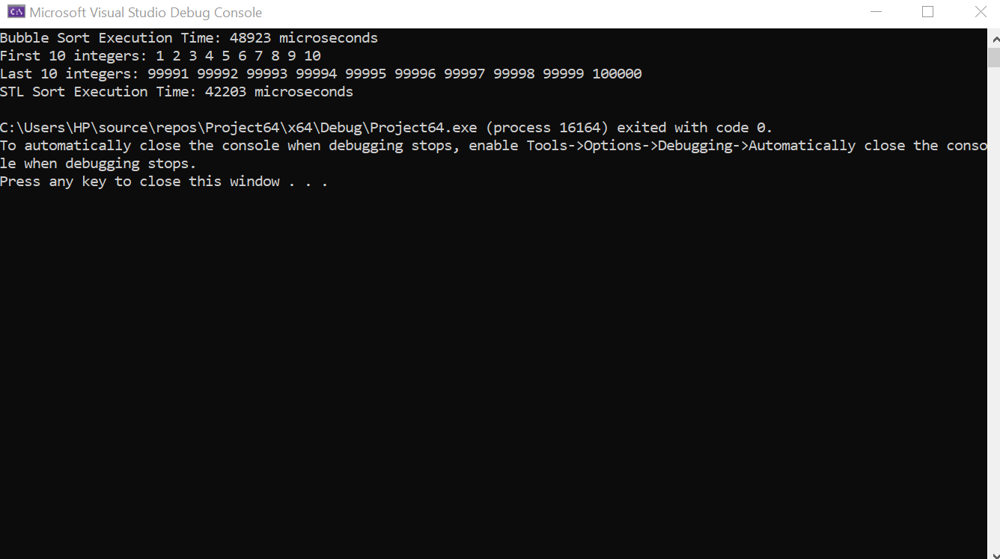 Microsoft Visual Studio Debug Console
Bubble Sort Execution Time: 48923 microseconds
First 10 integers: 1 2 3 4 5 6 7 8 9 10
Last 10 integers: 99991 99992 99993 99994 99995 99996 99997 99998 99999 100000
STL Sort Execution Time: 42203 microseconds
C:\Users\HP\source\repos\Project64\x64\Debug\Project64.exe (process 16164) exited with code 0.
To automatically close the console when debugging stops, enable Tools->Options->Debugging->Automatically close the conso
le when debugging stops.
Press any key to close this window . . .